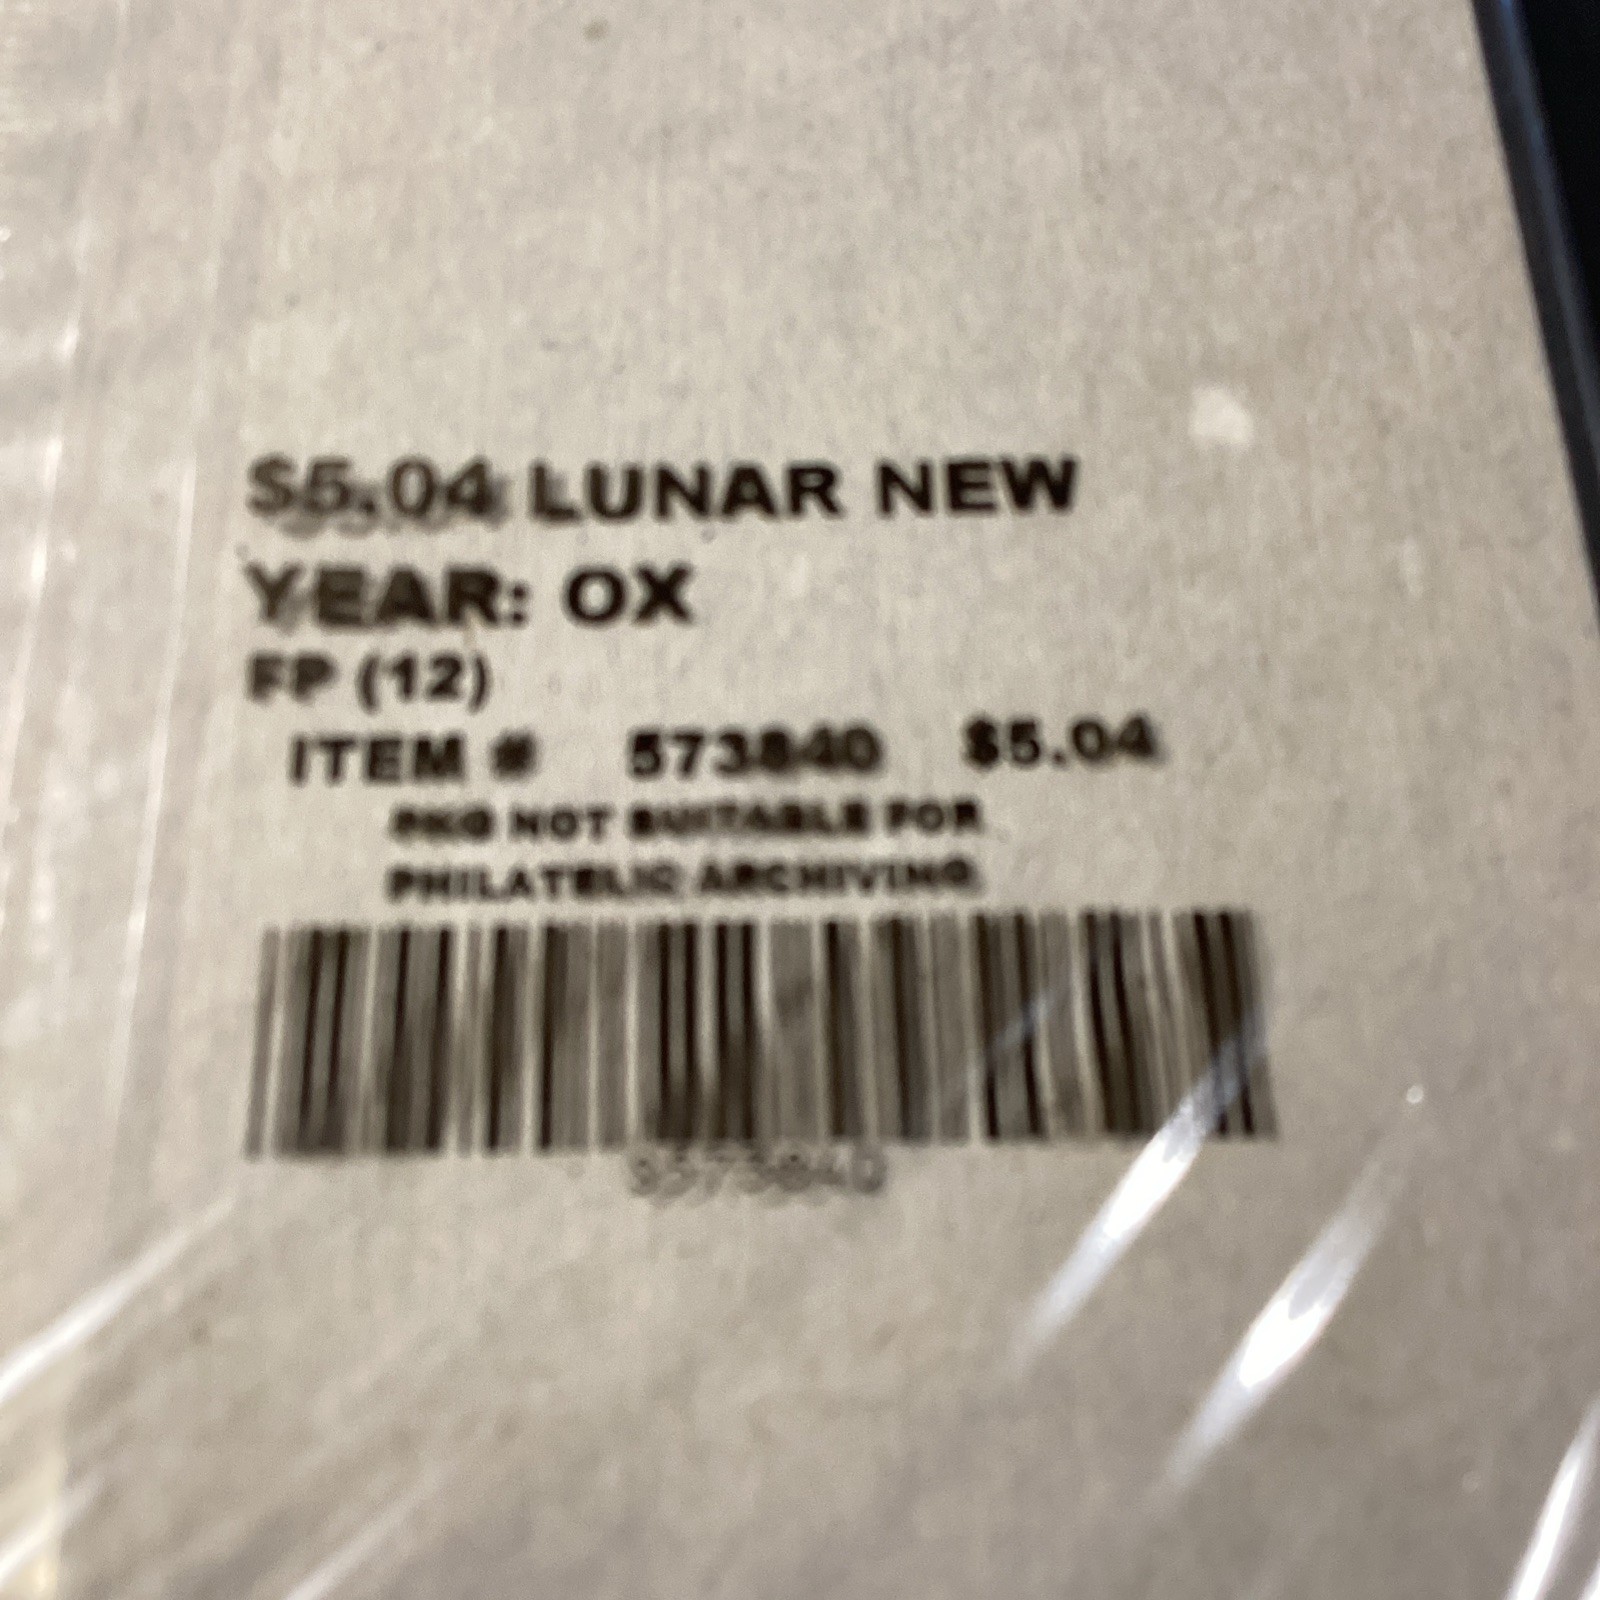 $5.04 LUNAR NEW
YEAR: OX
FP (12)
ITEM # 573840 $5.04
PKG NOT SUITABLE FOR
PHILATELIC ARCHIVING